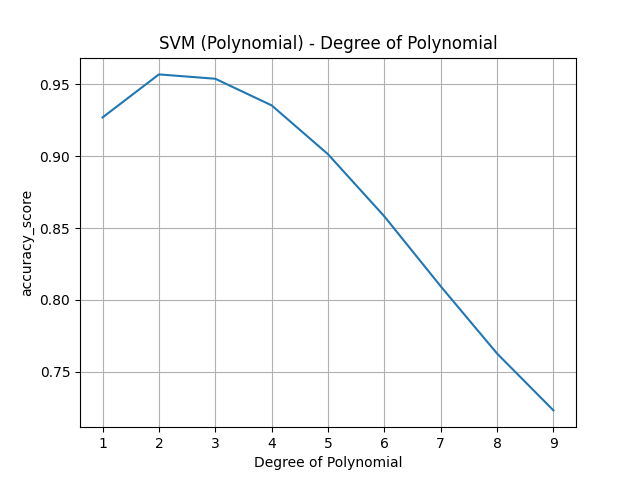 SVM (Polynomial) - Degree of Polynomial
accuracy_score
0.95
0.90
0.85
0.80
0.75
1 2 3 4 5 6 7 8 9
Degree of Polynomial